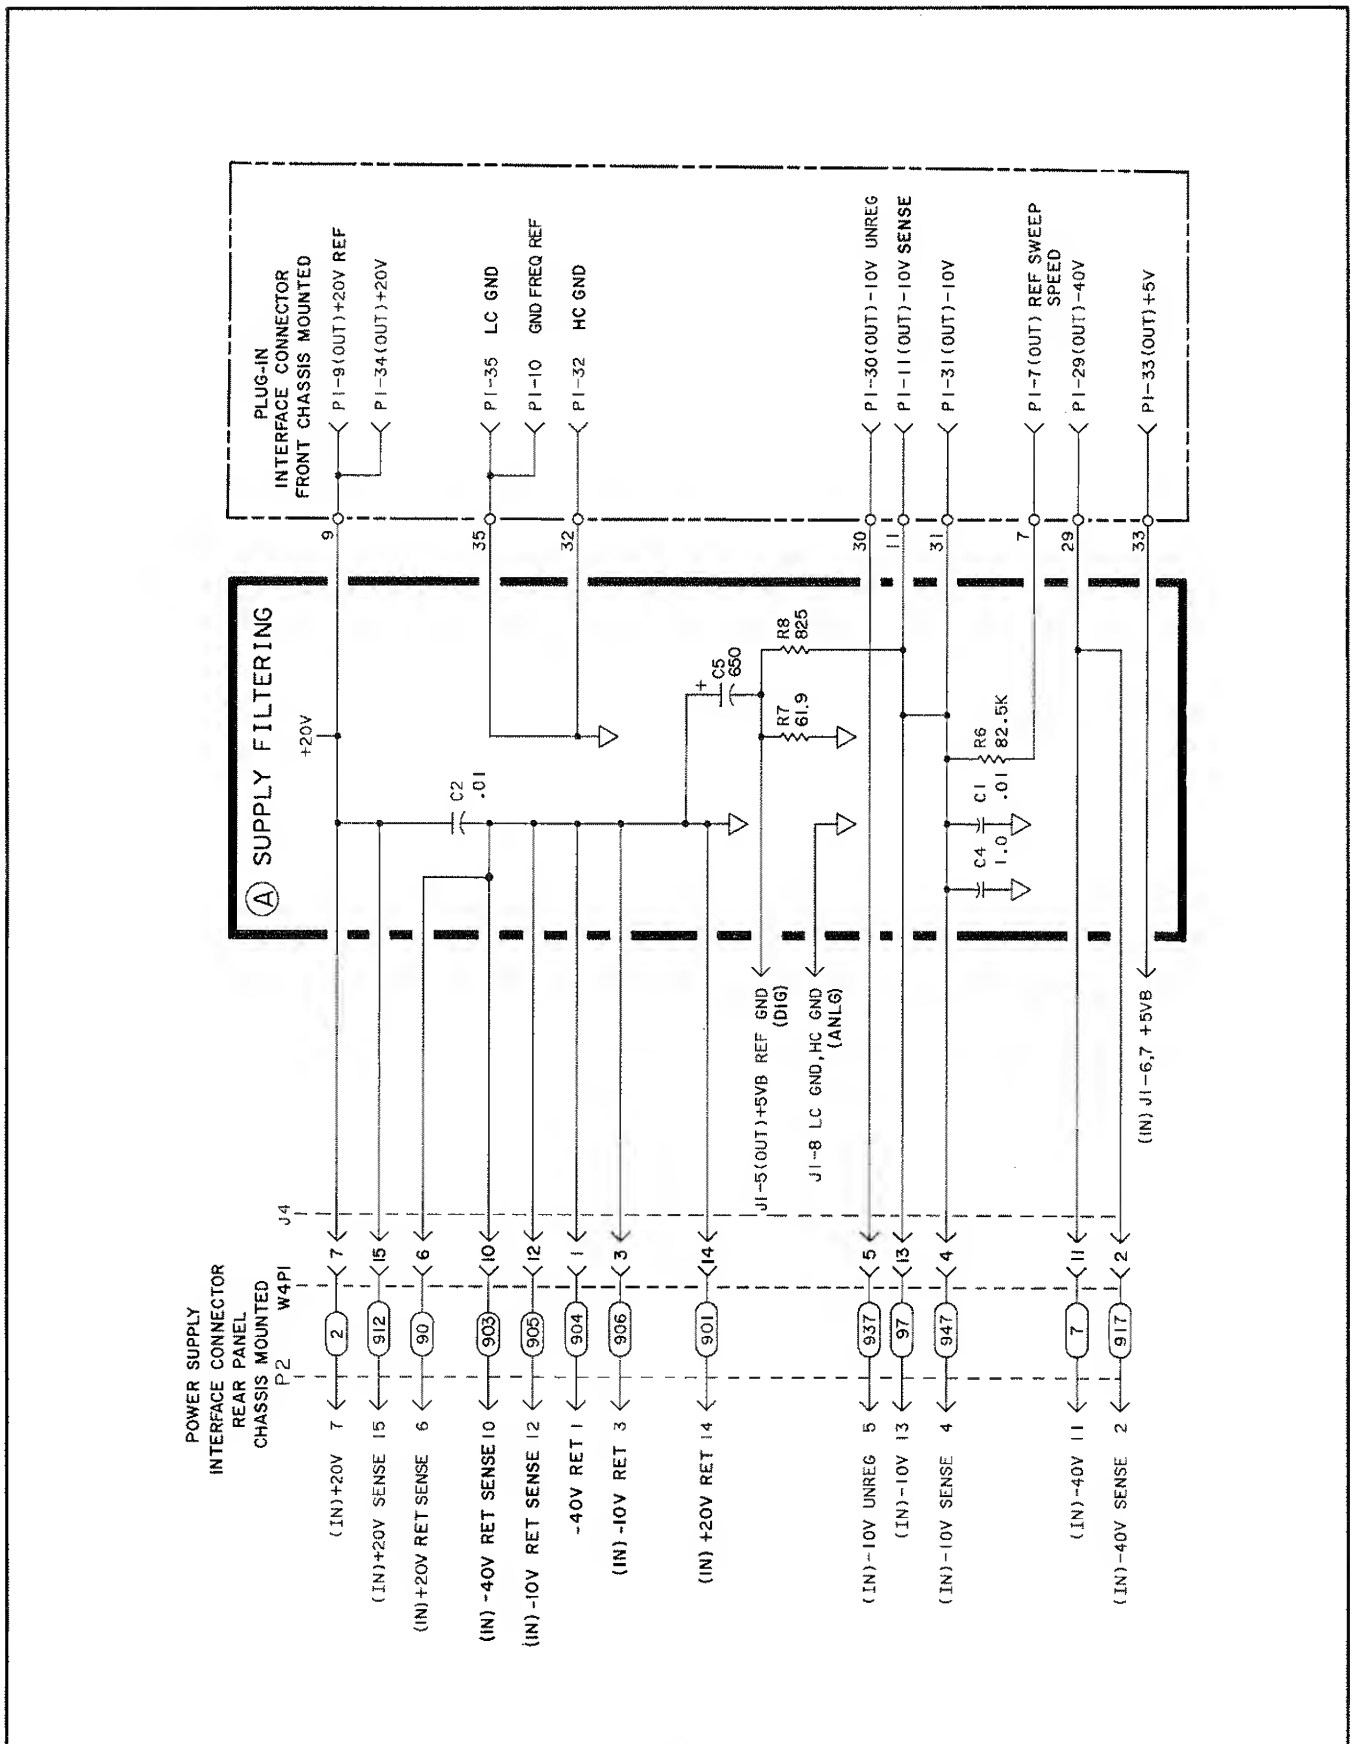 POWER SUPPLY
INTERFACE CONNECTOR
REAR PANEL
CHASSIS MOUNTED
P2 W4P1 J4
(IN)+20V 7 2 7
(IN)+20V SENSE 15 912 15
(IN)+20V RET SENSE 6 90 6
(IN) -40V RET SENSE 10 903 10
(IN) -10V RET SENSE 12 905 12
-40V RET 1 904 1
(IN) -10V RET 3 906 3
(IN) +20V RET 14 901 14
(IN)-10V UNREG 5 937 5
(IN)-10V 13 97 13
(IN)-10V SENSE 4 947 4
(IN)-40V 11 7 11
(IN)-40V SENSE 2 917 2
J1-5(OUT)+5VB REF GND
(DIG)
J1-8 LC GND, HC GND
(ANLG)
(IN) J1-6,7 +5VB
A SUPPLY FILTERING
+20V
C2
.01
C5
650
+
R7
61.9
R8
825
C4
1.0
C1
.01
R6
82.5K
9
35
32
30
11
31
7
29
33
PLUG-IN
INTERFACE CONNECTOR
FRONT CHASSIS MOUNTED
P1-9(OUT)+20V REF
P1-34(OUT)+20V
P1-35 LC GND
P1-10 GND FREQ REF
P1-32 HC GND
P1-30(OUT)-10V UNREG
P1-11(OUT)-10V SENSE
P1-31(OUT)-10V
P1-7(OUT) REF SWEEP
SPEED
P1-29(OUT)-40V
P1-33(OUT)+5V